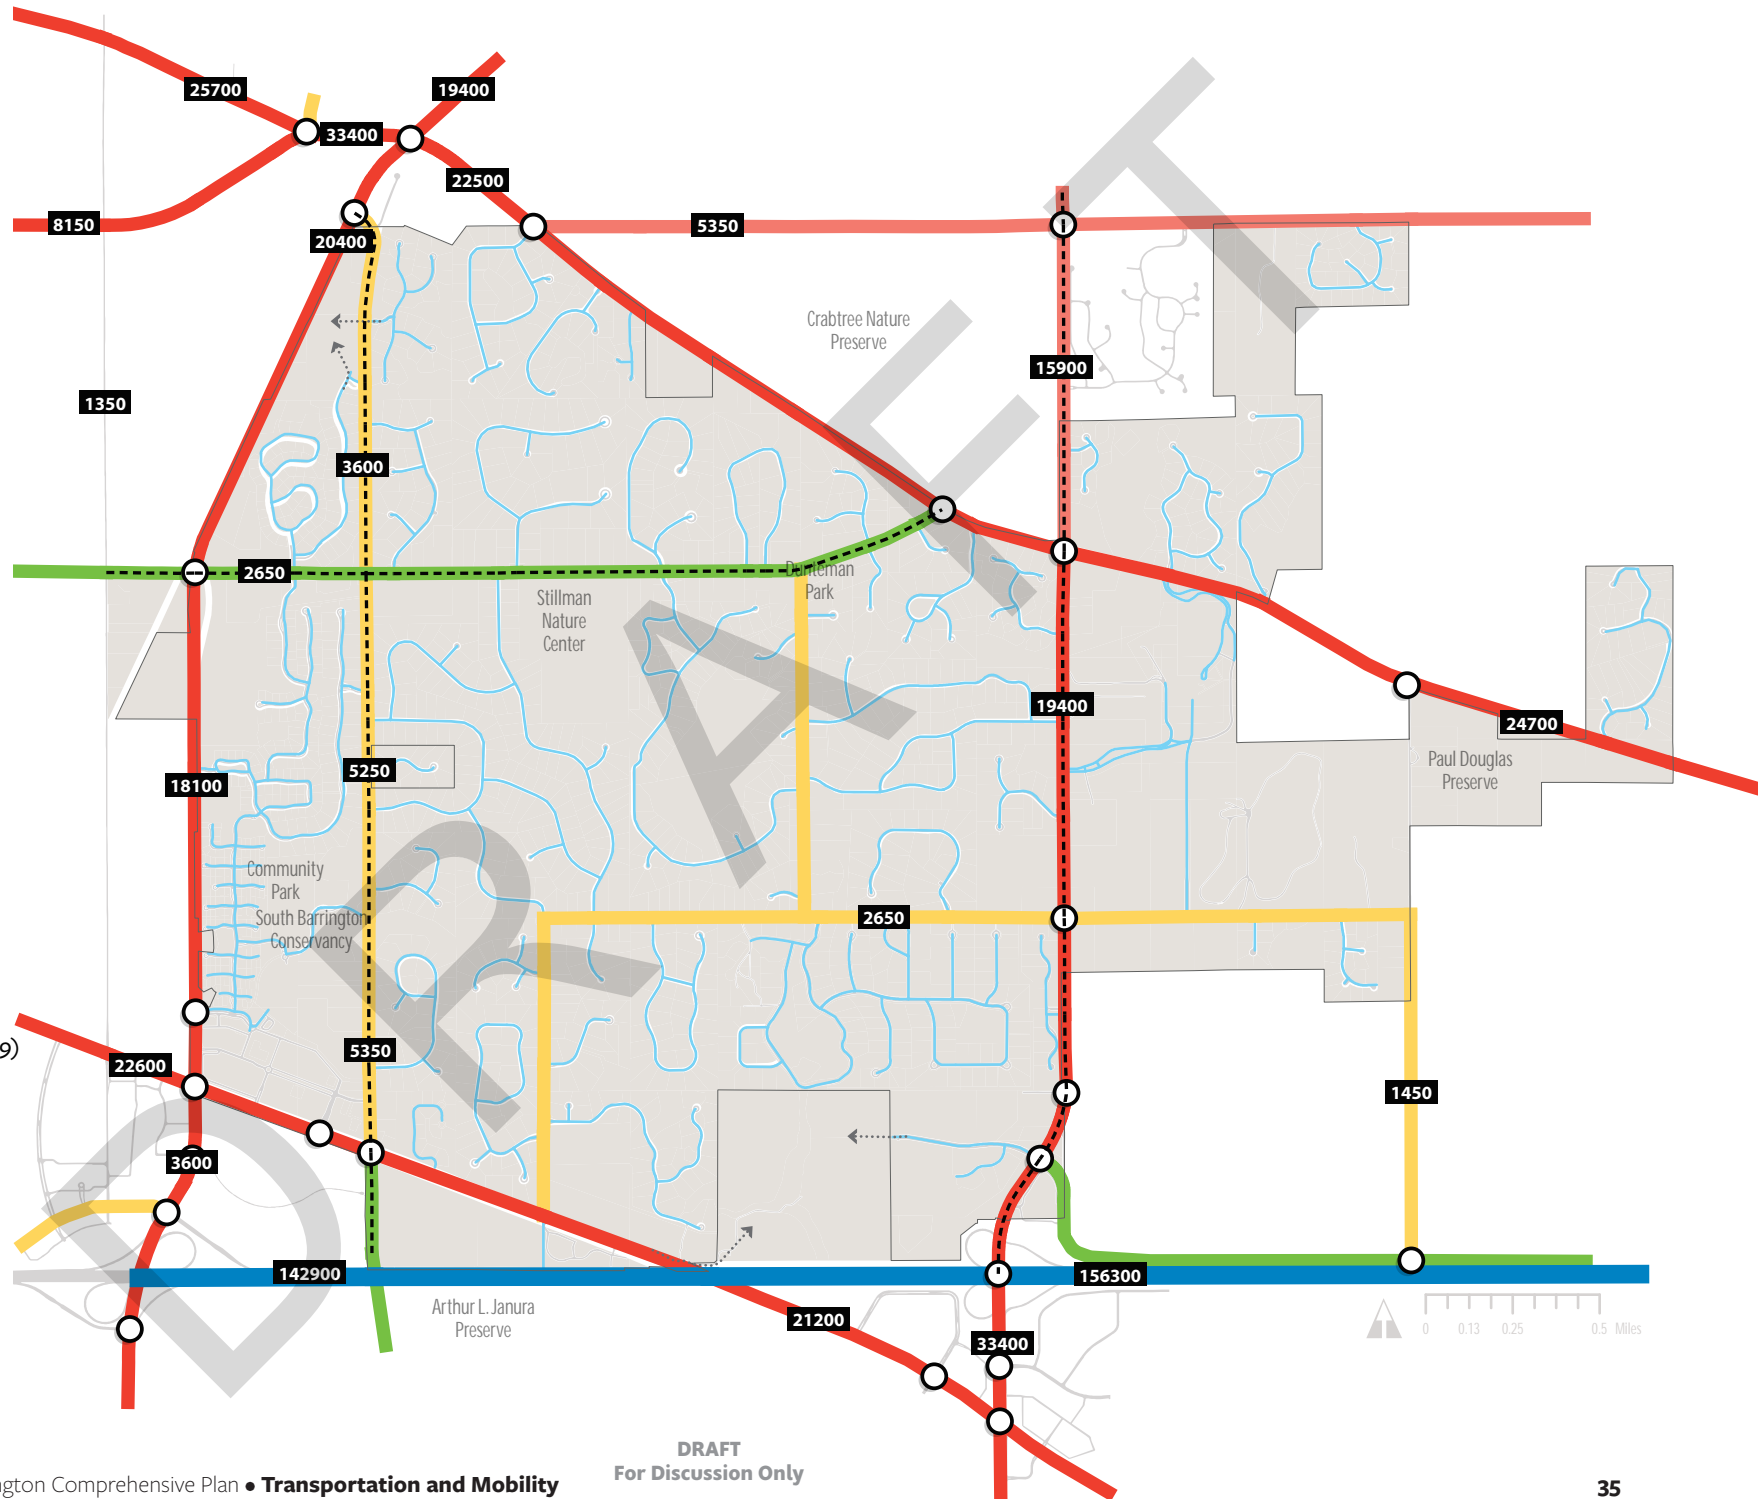 25700
19400
33400
22500
8150
5350
20400
Crabtree Nature
Preserve
15900
1350
3600
2650
Dunteman
Park
Stillman
Nature
Center
19400
24700
5250
18100
Paul Douglas
Preserve
Community
Park
South Barrington
Conservancy
2650
9)
5350
22600
1450
3600
142900
156300
Arthur L. Janura
Preserve
21200
33400
0 0.13 0.25 0.5 Miles
DRAFT
DRAFT
For Discussion Only
gton Comprehensive Plan ● Transportation and Mobility
35